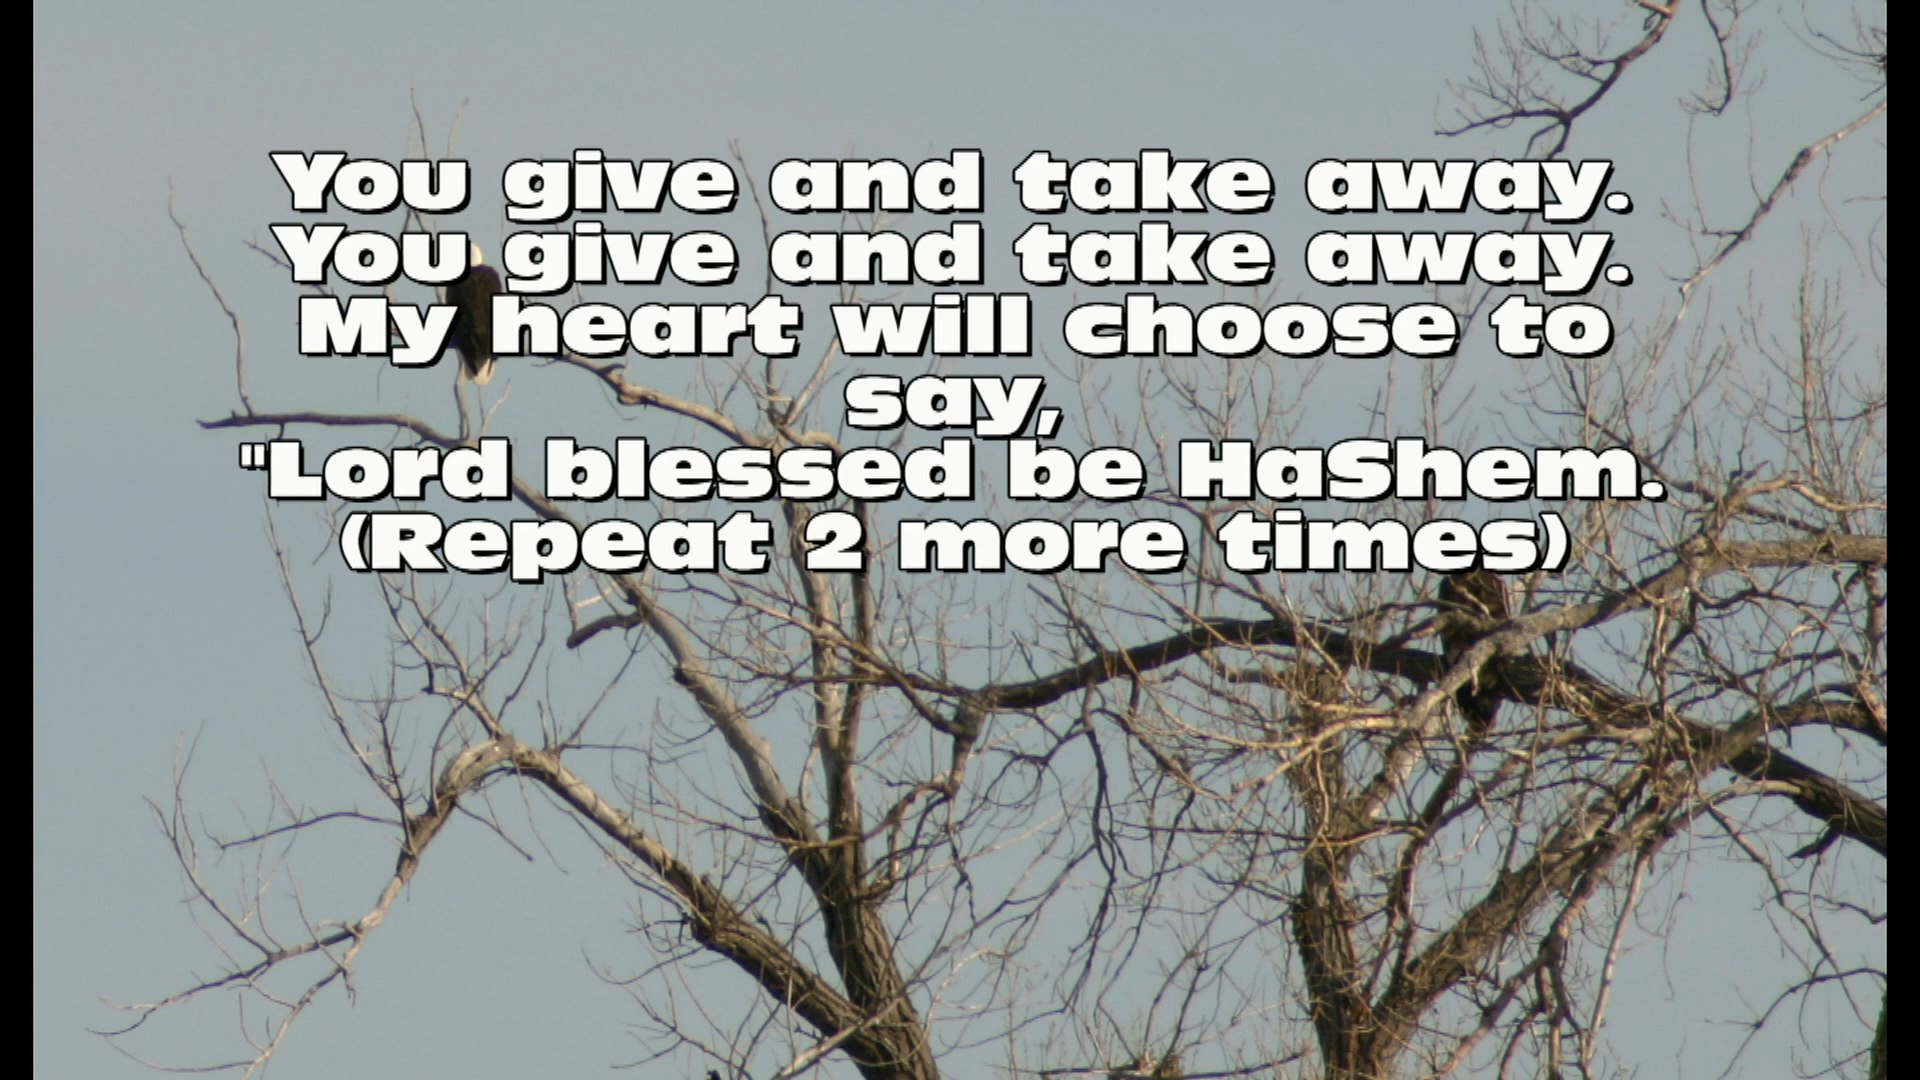 You give and take away.
You give and take away.
My heart will choose to
say,
"Lord blessed be HaShem.
(Repeat 2 more times)